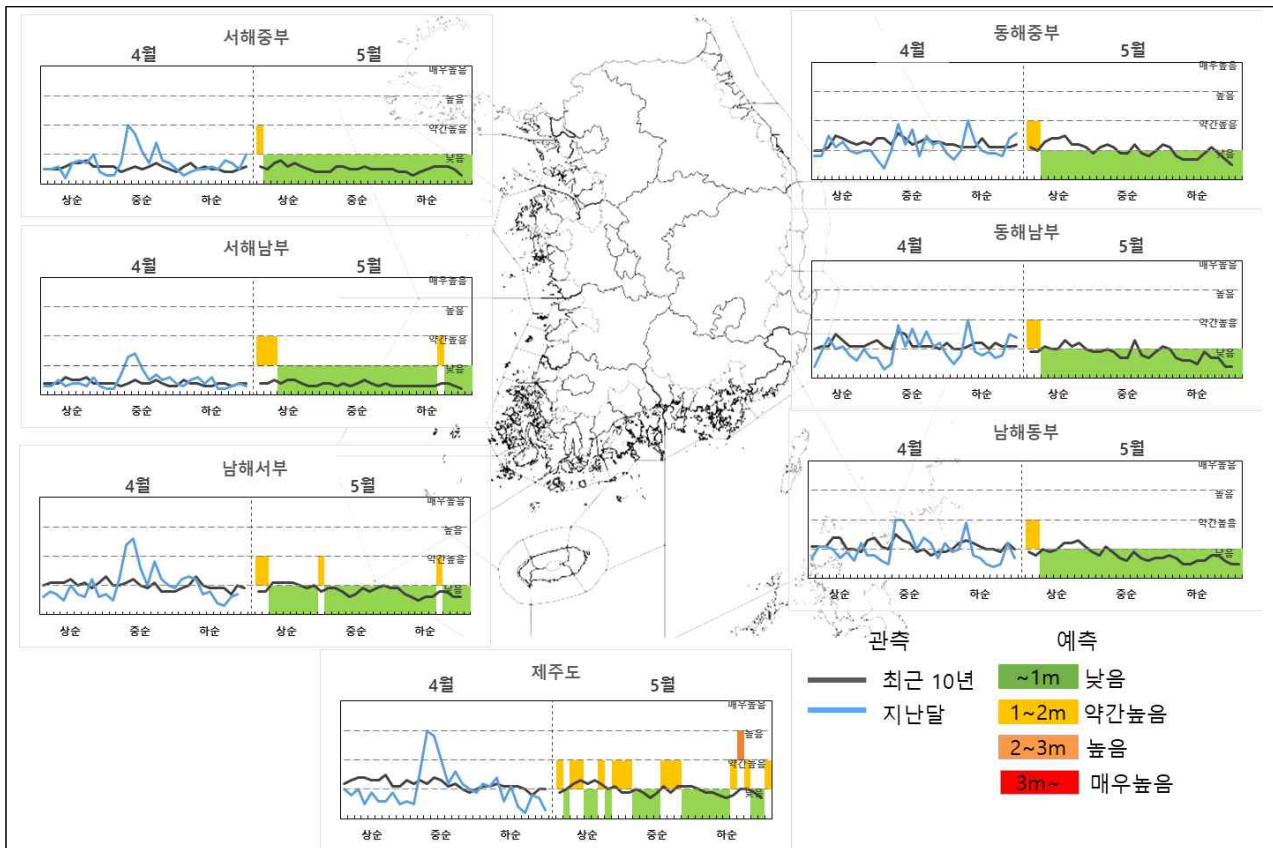 서해중부
4월 5월
매우높음
높음
약간높음
낮음
상순 중순 하순 상순 중순 하순
동해중부
4월 5월
매우높음
높음
약간높음
낮음
상순 중순 하순 상순 중순 하순
서해남부
4월 5월
매우높음
높음
약간높음
낮음
상순 중순 하순 상순 중순 하순
동해남부
4월 5월
매우높음
높음
약간높음
낮음
상순 중순 하순 상순 중순 하순
남해서부
4월 5월
매우높음
높음
약간높음
낮음
상순 중순 하순 상순 중순 하순
남해동부
4월 5월
매우높음
높음
약간높음
낮음
상순 중순 하순 상순 중순 하순
제주도
4월 5월
매우높음
높음
약간높음
낮음
상순 중순 하순 상순 중순 하순
관측 예측
최근 10년 ~1m 낮음
지난달 1~2m 약간높음
2~3m 높음
3m~ 매우높음